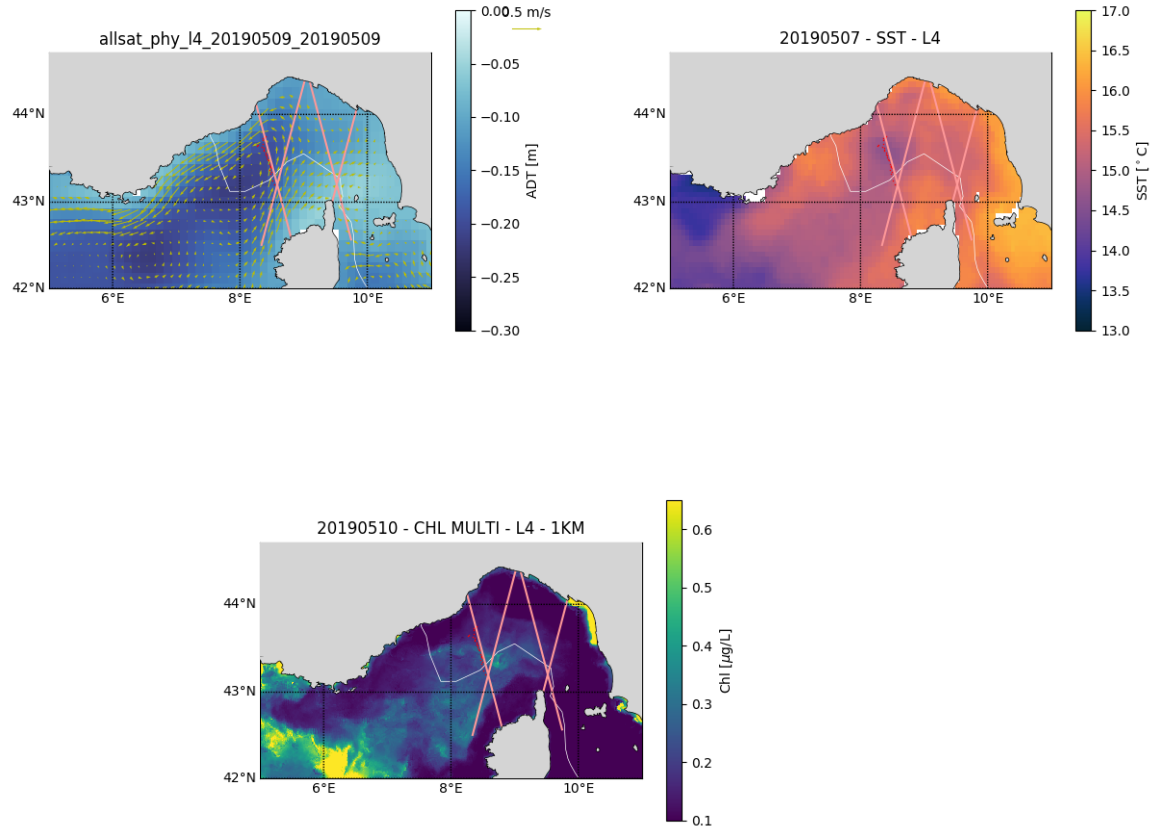 allsat_phy_l4_20190509_20190509
0.5 m/s
0.00
−0.05
−0.10
−0.15
−0.20
−0.25
−0.30
ADT [m]
44°N
43°N
42°N
6°E
8°E
10°E
20190507 - SST - L4
17.0
16.5
16.0
15.5
15.0
14.5
14.0
13.5
13.0
SST [°C]
44°N
43°N
42°N
6°E
8°E
10°E
20190510 - CHL MULTI - L4 - 1KM
0.6
0.5
0.4
0.3
0.2
0.1
Chl [μg/L]
44°N
43°N
42°N
6°E
8°E
10°E